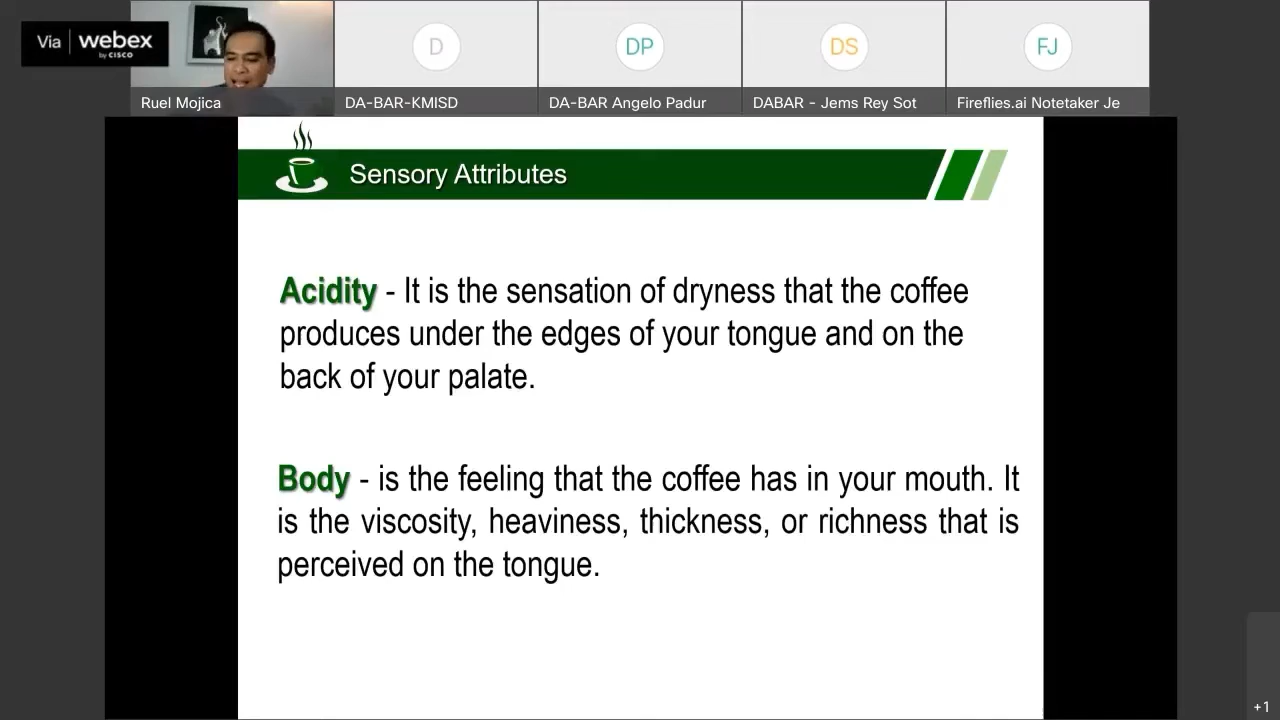 Via webex
by CISCO
Ruel Mojica
DA-BAR-KMISD
DA-BAR Angelo Padur
DABAR - Jems Rey Sot
Fireflies.ai Notetaker Je
D
DP
DS
FJ
Sensory Attributes
Acidity - It is the sensation of dryness that the coffee
produces under the edges of your tongue and on the
back of your palate.
Body - is the feeling that the coffee has in your mouth. It
is the viscosity, heaviness, thickness, or richness that is
perceived on the tongue.
+1